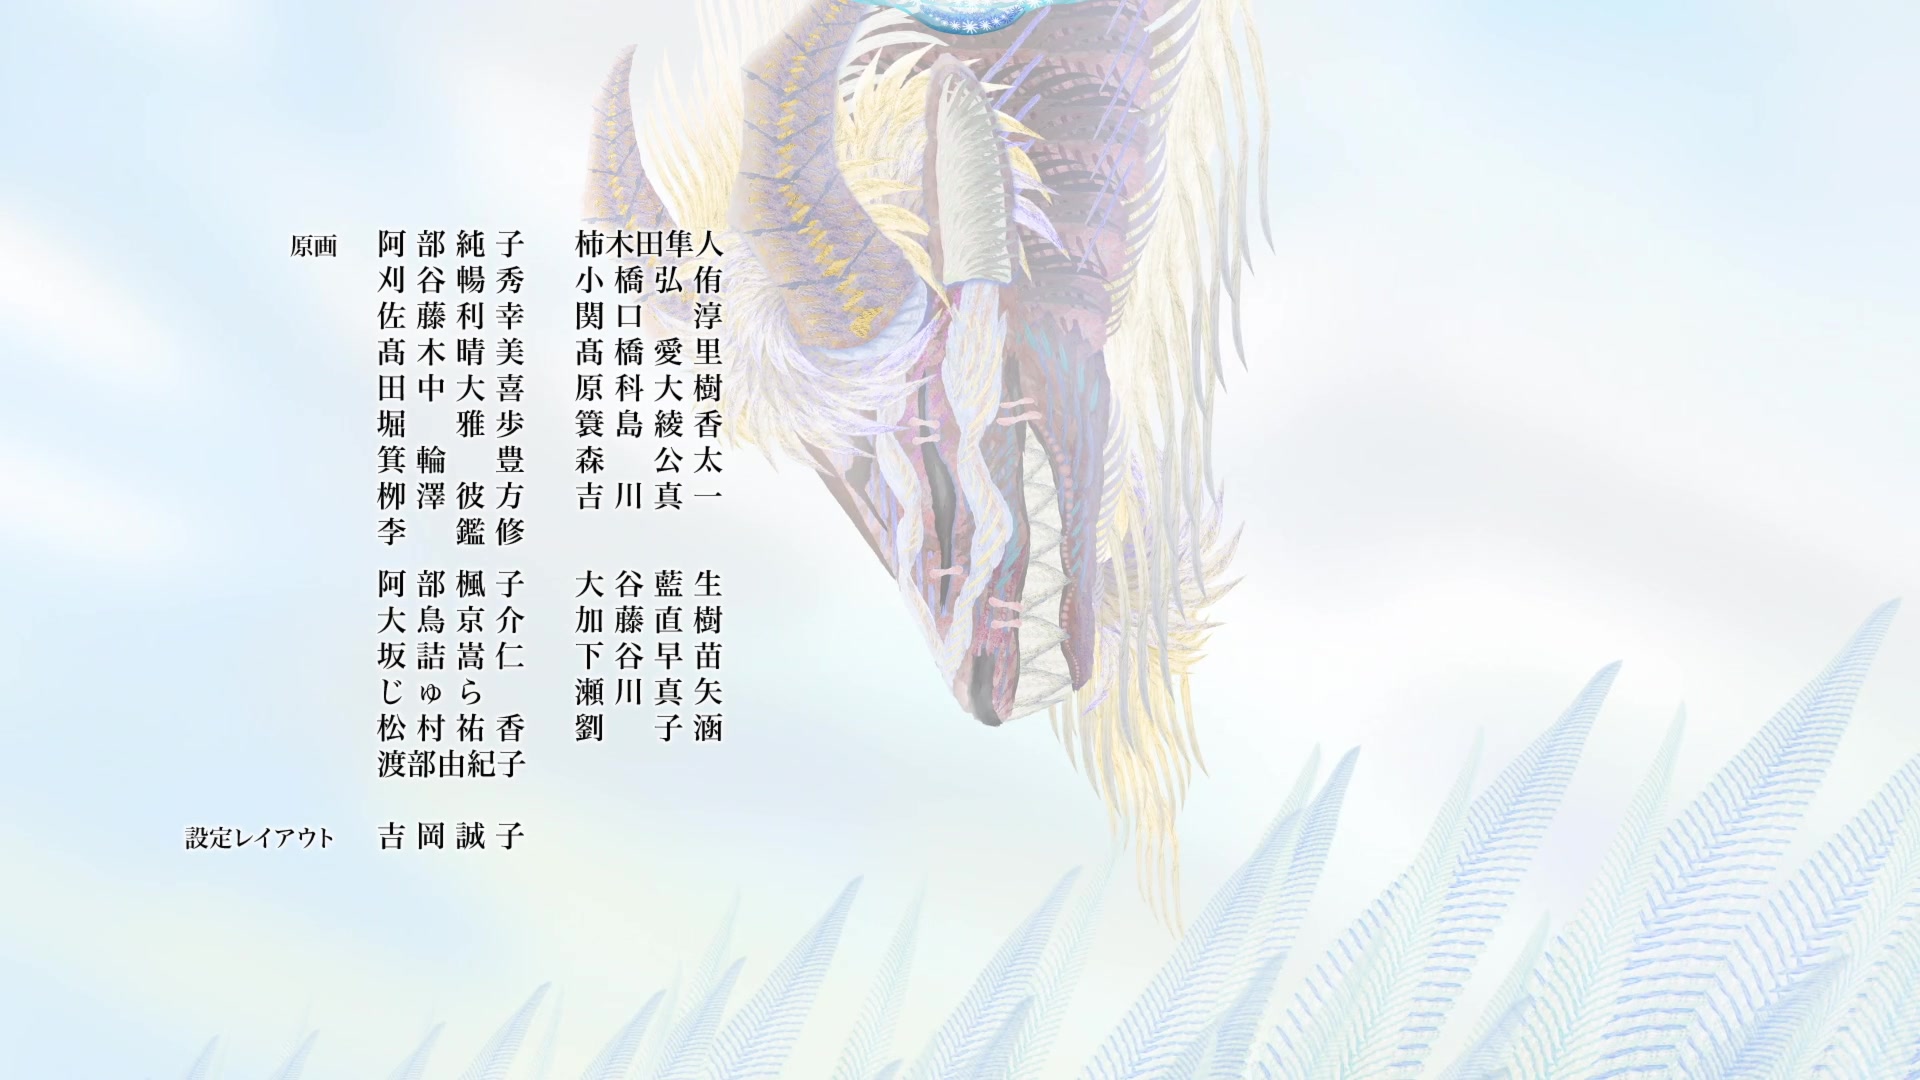 原画 阿部純子 柿木田隼人
刈谷暢秀 小橋弘侑
佐藤利幸 関口 淳
髙木晴美 髙橋愛里
田中大喜 原科大樹
堀 雅歩 簑島綾香
箕輪 豊 森 公太
栁澤彼方 吉川真一
李 鑑修
阿部楓子 大谷藍生
大鳥京介 加藤直樹
坂詰嵩仁 下谷早苗
じゅら 瀬川真矢
松村祐香 劉 子涵
渡部由紀子
設定レイアウト 吉岡誠子